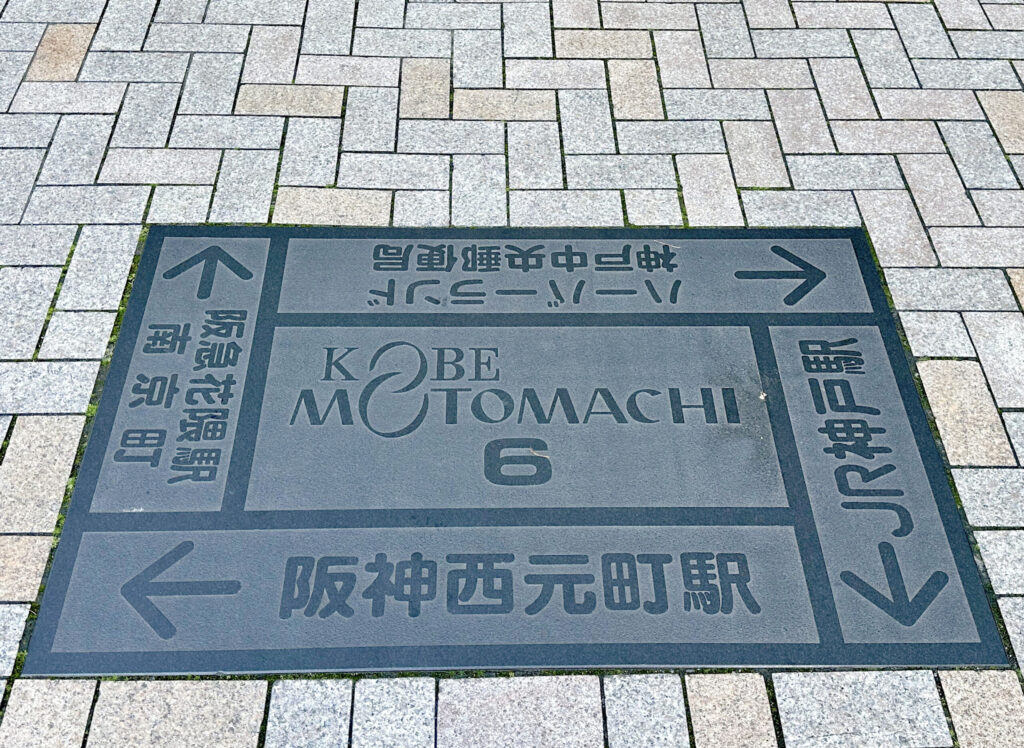 KOBE
MOTOMACHI
6
ハーバーランド
神戸中央郵便局
阪急花隈駅
南京町
JR神戸駅
阪神西元町駅